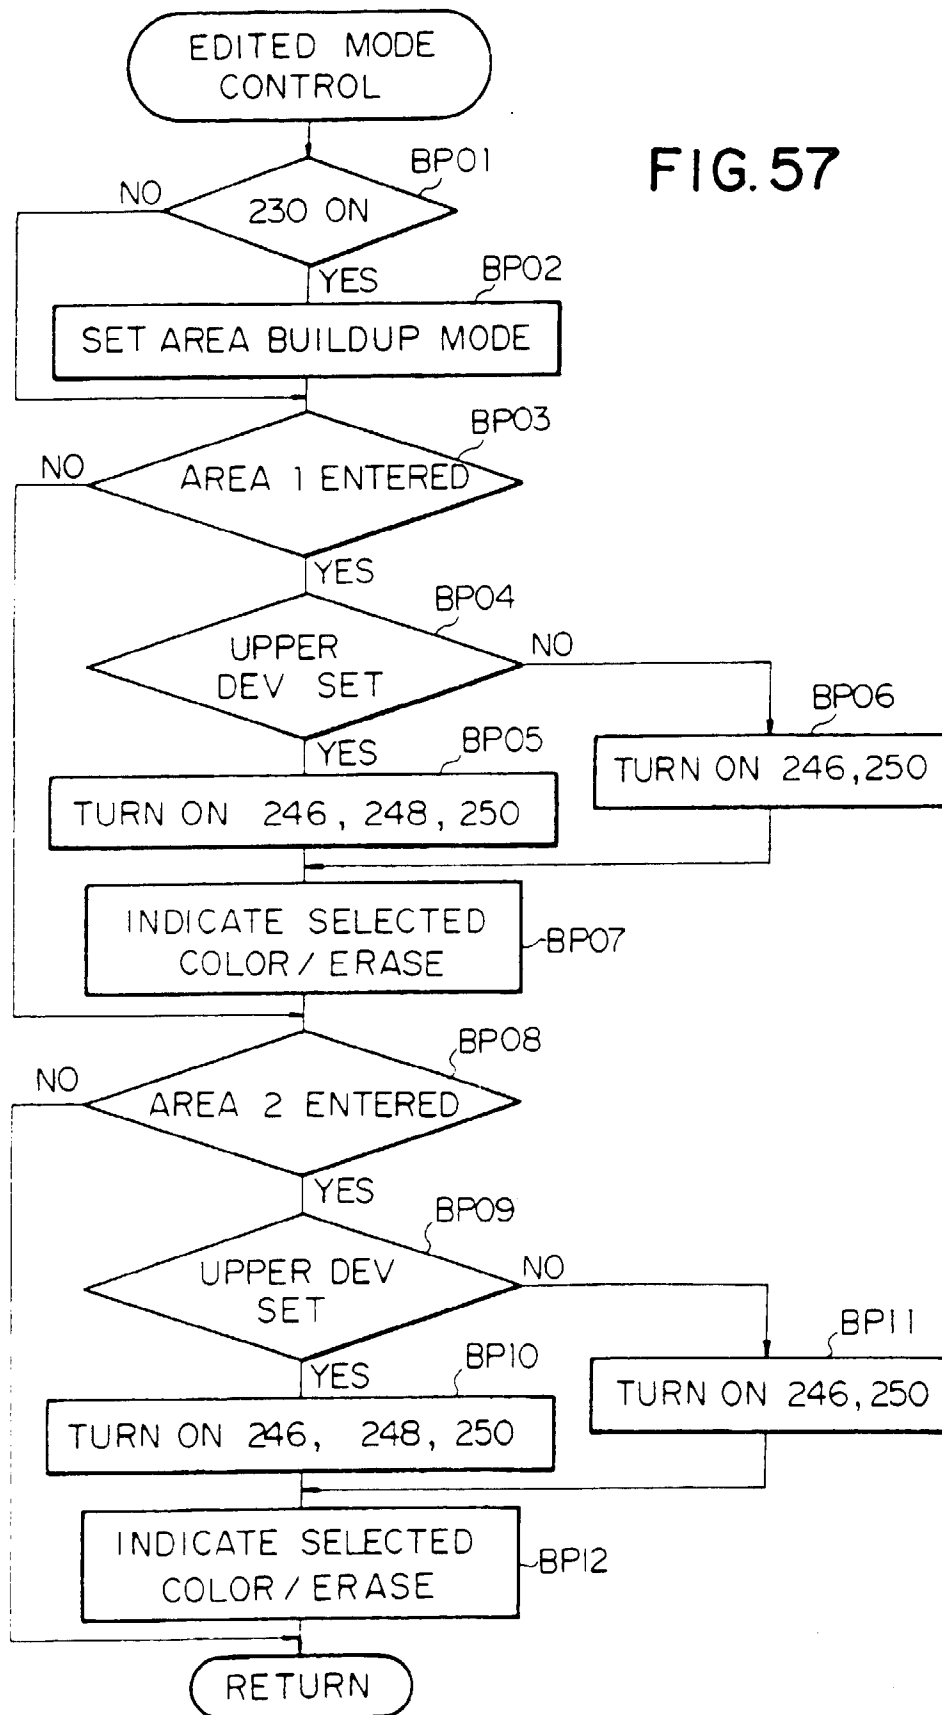 EDITED MODE
CONTROL
FIG. 57
BP01
NO
230 ON
YES
BP02
SET AREA BUILDUP MODE
BP03
NO
AREA 1 ENTERED
YES
BP04
UPPER
DEV SET
NO
YES
BP05
BP06
TURN ON 246, 248, 250
TURN ON 246, 250
INDICATE SELECTED
COLOR / ERASE
BP07
BP08
NO
AREA 2 ENTERED
YES
BP09
UPPER DEV
SET
NO
YES
BP10
BP11
TURN ON 246, 248, 250
TURN ON 246, 250
INDICATE SELECTED
COLOR / ERASE
BP12
RETURN